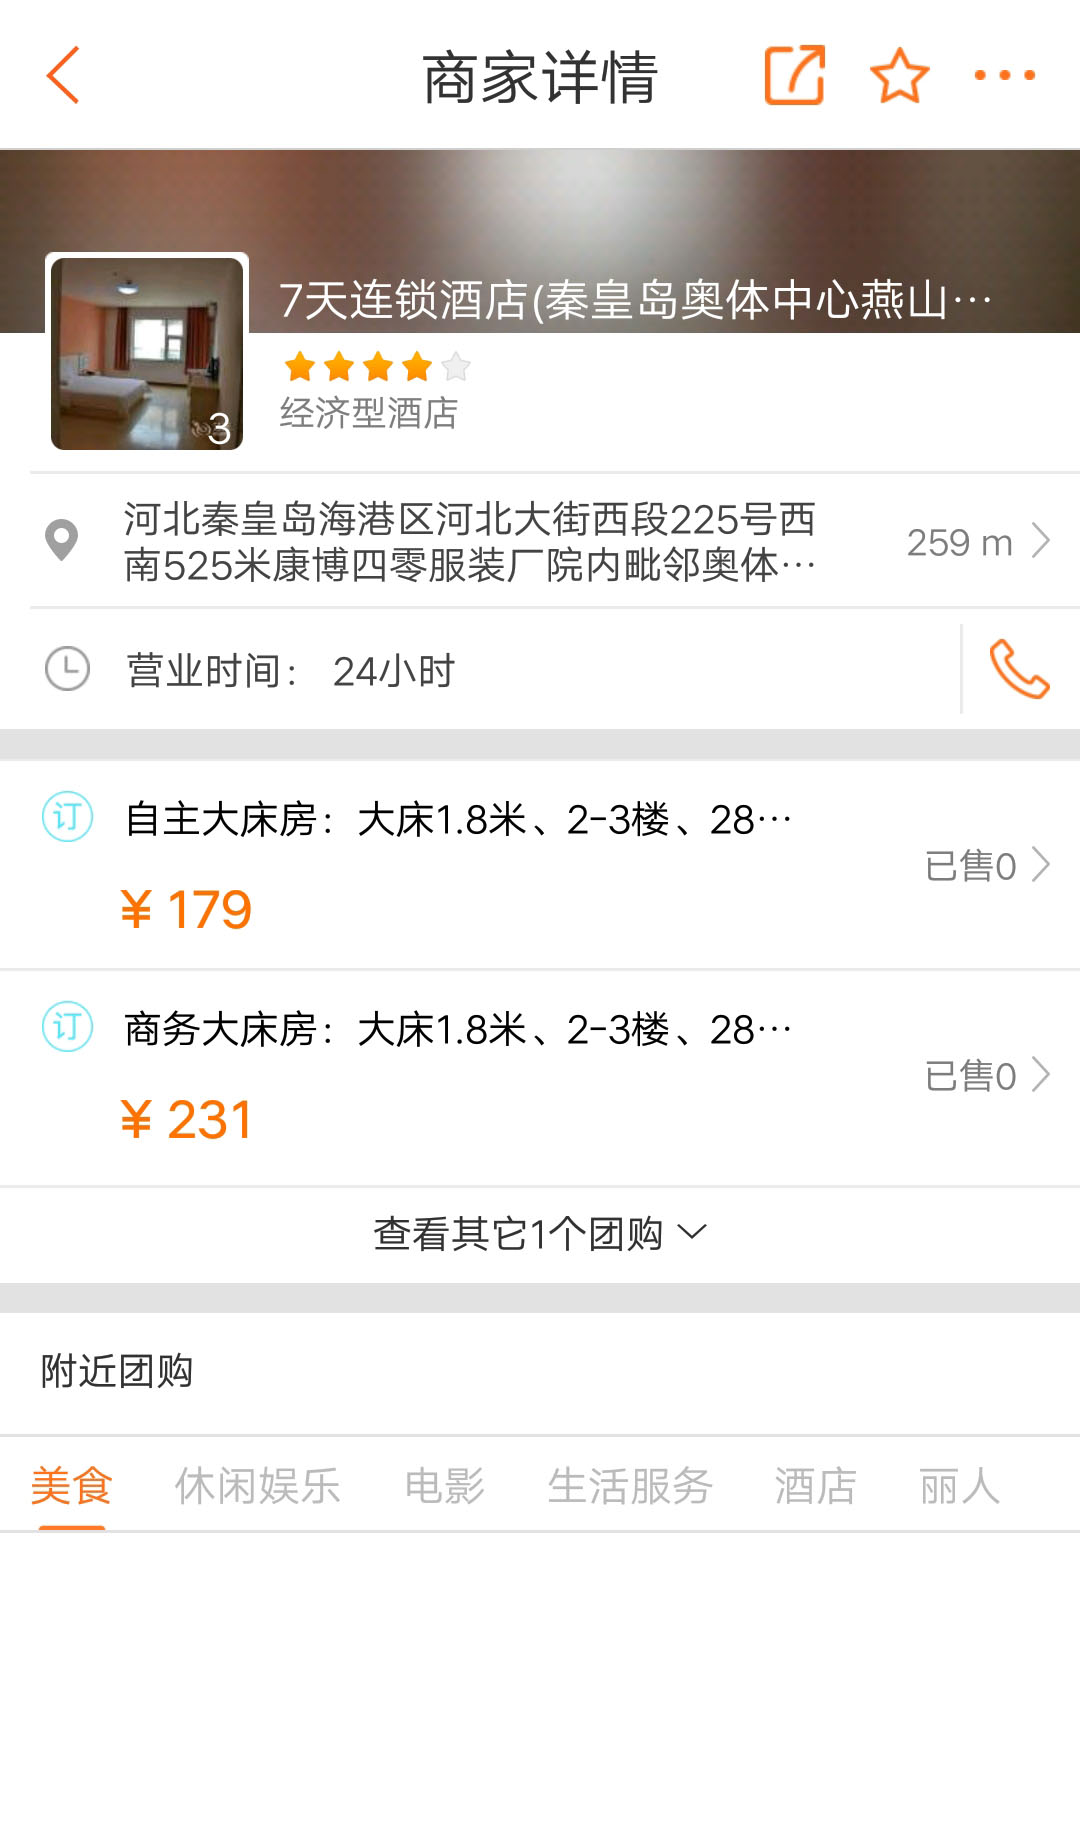 商家详情
7天连锁酒店(秦皇岛奥体中心燕山…
3
经济型酒店
河北秦皇岛海港区河北大街西段225号西
南525米康博四零服装厂院内毗邻奥体…
259 m
营业时间： 24小时
订 自主大床房：大床1.8米、2-3楼、28…
已售0
¥ 179
订 商务大床房：大床1.8米、2-3楼、28…
已售0
¥ 231
查看其它1个团购
附近团购
美食 休闲娱乐 电影 生活服务 酒店 丽人